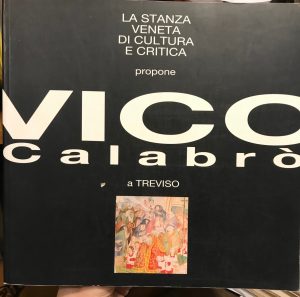 LA STANZA
VENETA
DI CULTURA
E CRITICA
propone
VICO
Calabrò
a TREVISO